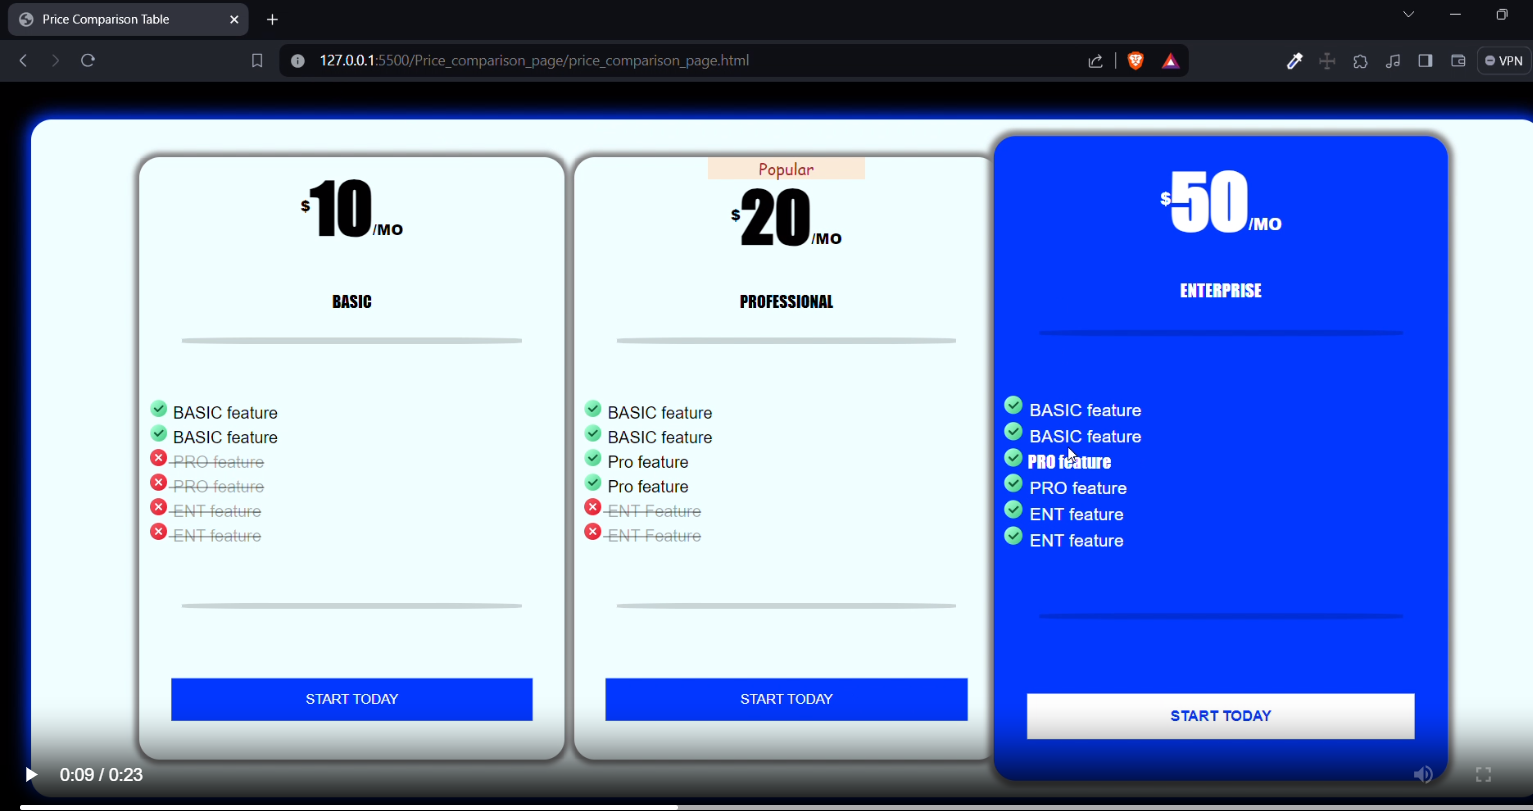 Price Comparison Table
127.0.0.1:5500/Price_comparison_page/price_comparison_page.html
VPN
$10/MO
BASIC
BASIC feature
BASIC feature
PRO feature
PRO feature
ENT feature
ENT feature
START TODAY
Popular
$20/MO
PROFESSIONAL
BASIC feature
BASIC feature
Pro feature
Pro feature
ENT Feature
ENT Feature
START TODAY
$50/MO
ENTERPRISE
BASIC feature
BASIC feature
PRO feature
PRO feature
ENT feature
ENT feature
START TODAY
0:09 / 0:23